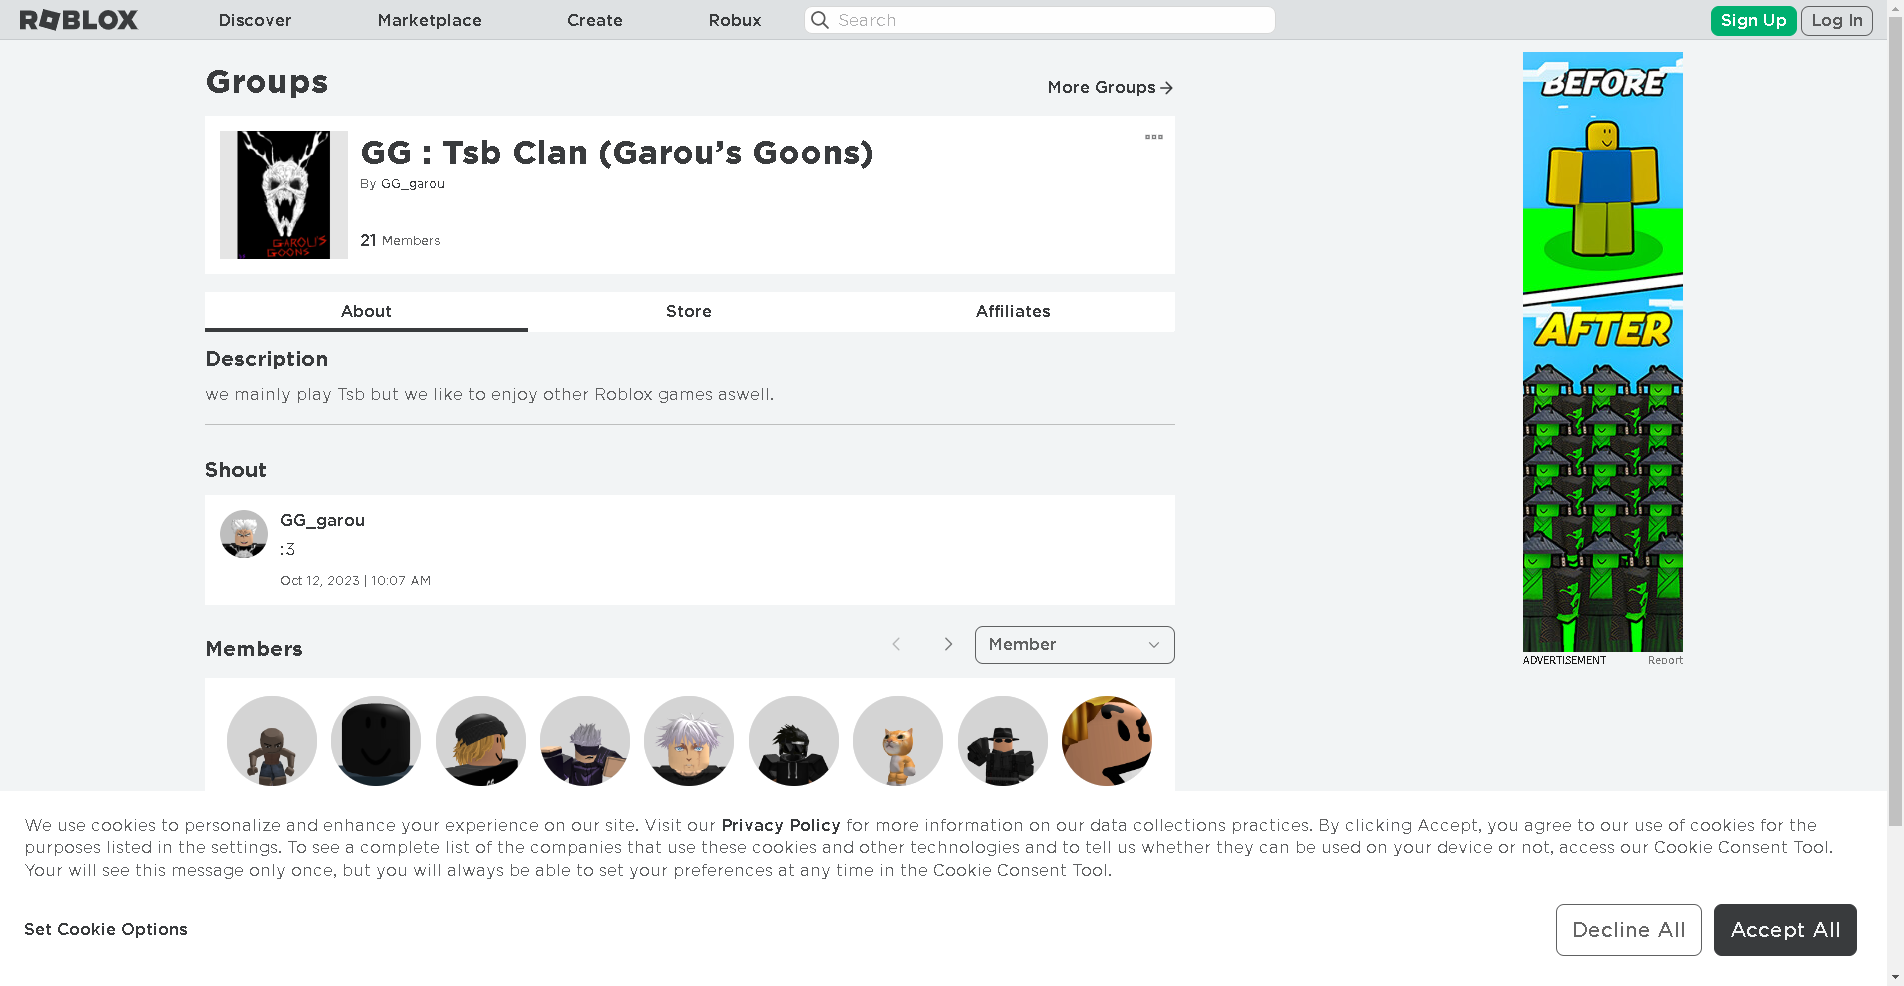 ROBLOX
Discover
Marketplace
Create
Robux
Search
Sign Up
Log In
Groups
More Groups
GAROU'S
GOONS
GG : Tsb Clan (Garou's Goons)
By GG_garou
21 Members
About
Store
Affiliates
Description
we mainly play Tsb but we like to enjoy other Roblox games aswell.
Shout
GG_garou
:3
Oct 12, 2023 | 10:07 AM
Members
Member
BEFORE
AFTER
ADVERTISEMENT
Report
We use cookies to personalize and enhance your experience on our site. Visit our Privacy Policy for more information on our data collections practices. By clicking Accept, you agree to our use of cookies for the
purposes listed in the settings. To see a complete list of the companies that use these cookies and other technologies and to tell us whether they can be used on your device or not, access our Cookie Consent Tool.
Your will see this message only once, but you will always be able to set your preferences at any time in the Cookie Consent Tool.
Set Cookie Options
Decline All
Accept All